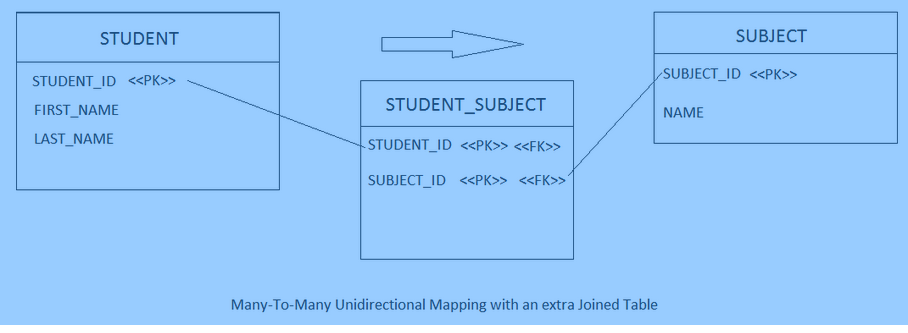 STUDENT
STUDENT_ID <<PK>>
FIRST_NAME
LAST_NAME
STUDENT_SUBJECT
STUDENT_ID <<PK>> <<FK>>
SUBJECT_ID <<PK>> <<FK>>
SUBJECT
SUBJECT_ID <<PK>>
NAME
Many-To-Many Unidirectional Mapping with an extra Joined Table